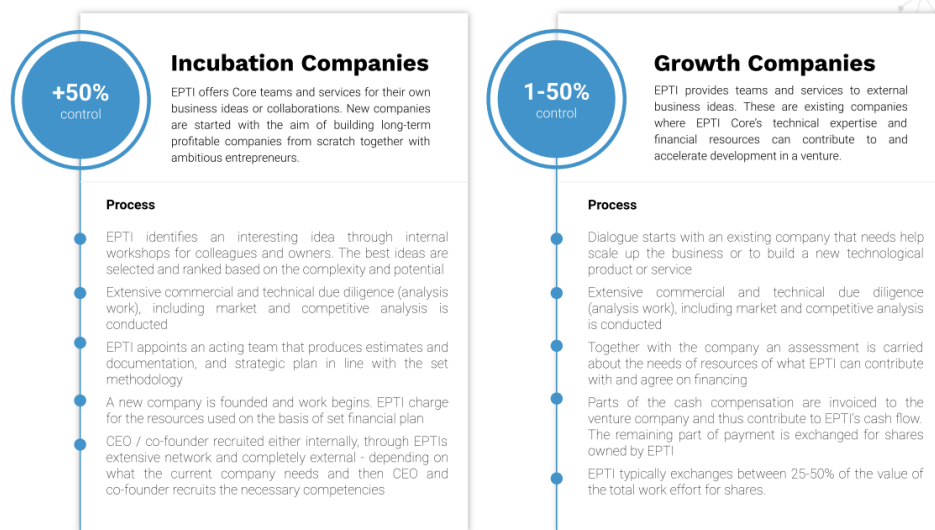 +50%
control
Incubation Companies
EPTI offers Core teams and services for their own
business ideas or collaborations. New companies
are started with the aim of building long-term
profitable companies from scratch together with
ambitious entrepreneurs.
Process
EPTI identifies an interesting idea through internal
workshops for colleagues and owners. The best ideas are
selected and ranked based on the complexity and potential
Extensive commercial and technical due diligence (analysis
work), including market and competitive analysis is
conducted
EPTI appoints an acting team that produces estimates and
documentation, and strategic plan in line with the set
methodology
A new company is founded and work begins. EPTI charge
for the resources used on the basis of set financial plan
CEO / co-founder recruited either internally, through EPTIs
extensive network and completely external - depending on
what the current company needs and then CEO and
co-founder recruits the necessary competencies
1-50%
control
Growth Companies
EPTI provides teams and services to external
business ideas. These are existing companies
where EPTI Core's technical expertise and
financial resources can contribute to and
accelerate development in a venture.
Process
Dialogue starts with an existing company that needs help
scale up the business or to build a new technological
product or service
Extensive commercial and technical due diligence
(analysis work), including market and competitive analysis
is conducted
Together with the company an assessment is carried
about the needs of resources of what EPTI can contribute
with and agree on financing
Parts of the cash compensation are invoiced to the
venture company and thus contribute to EPTI's cash flow.
The remaining part of payment is exchanged for shares
owned by EPTI
EPTI typically exchanges between 25-50% of the value of
the total work effort for shares.